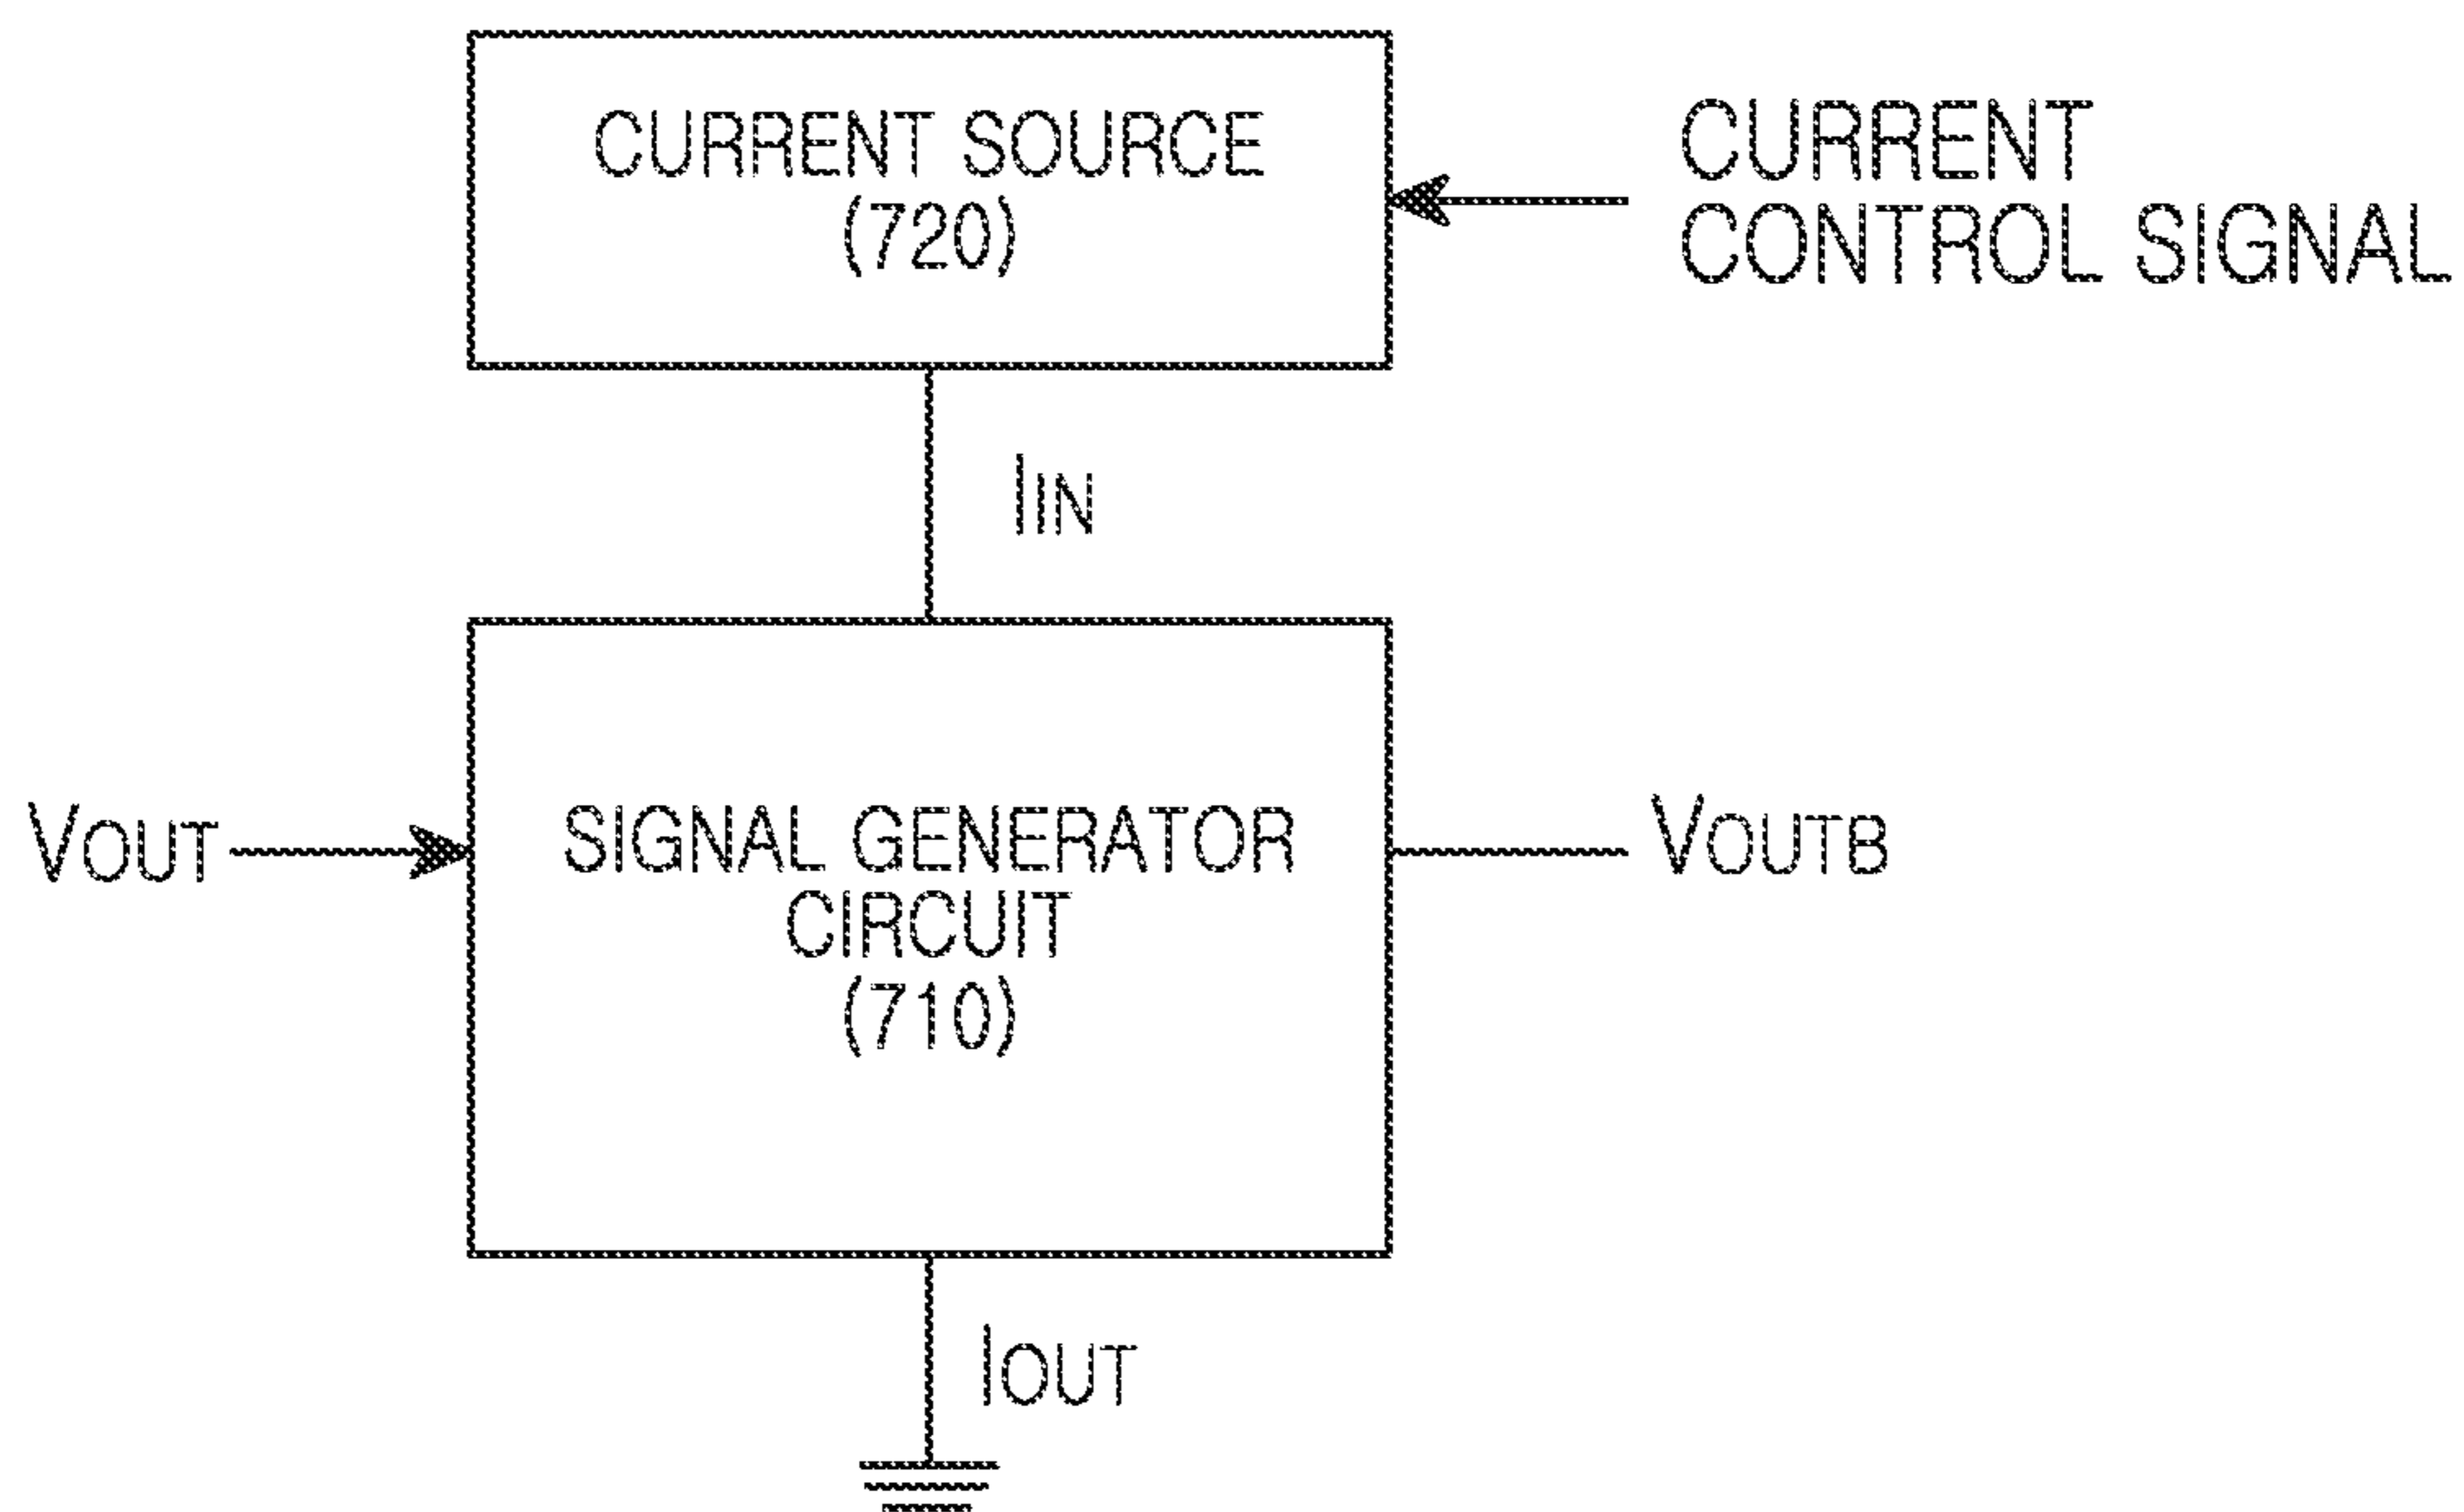 CURRENT SOURCE
(720)
CURRENT
CONTROL SIGNAL
IIN
VOUT
SIGNAL GENERATOR
CIRCUIT
(710)
VOUTB
IOUT